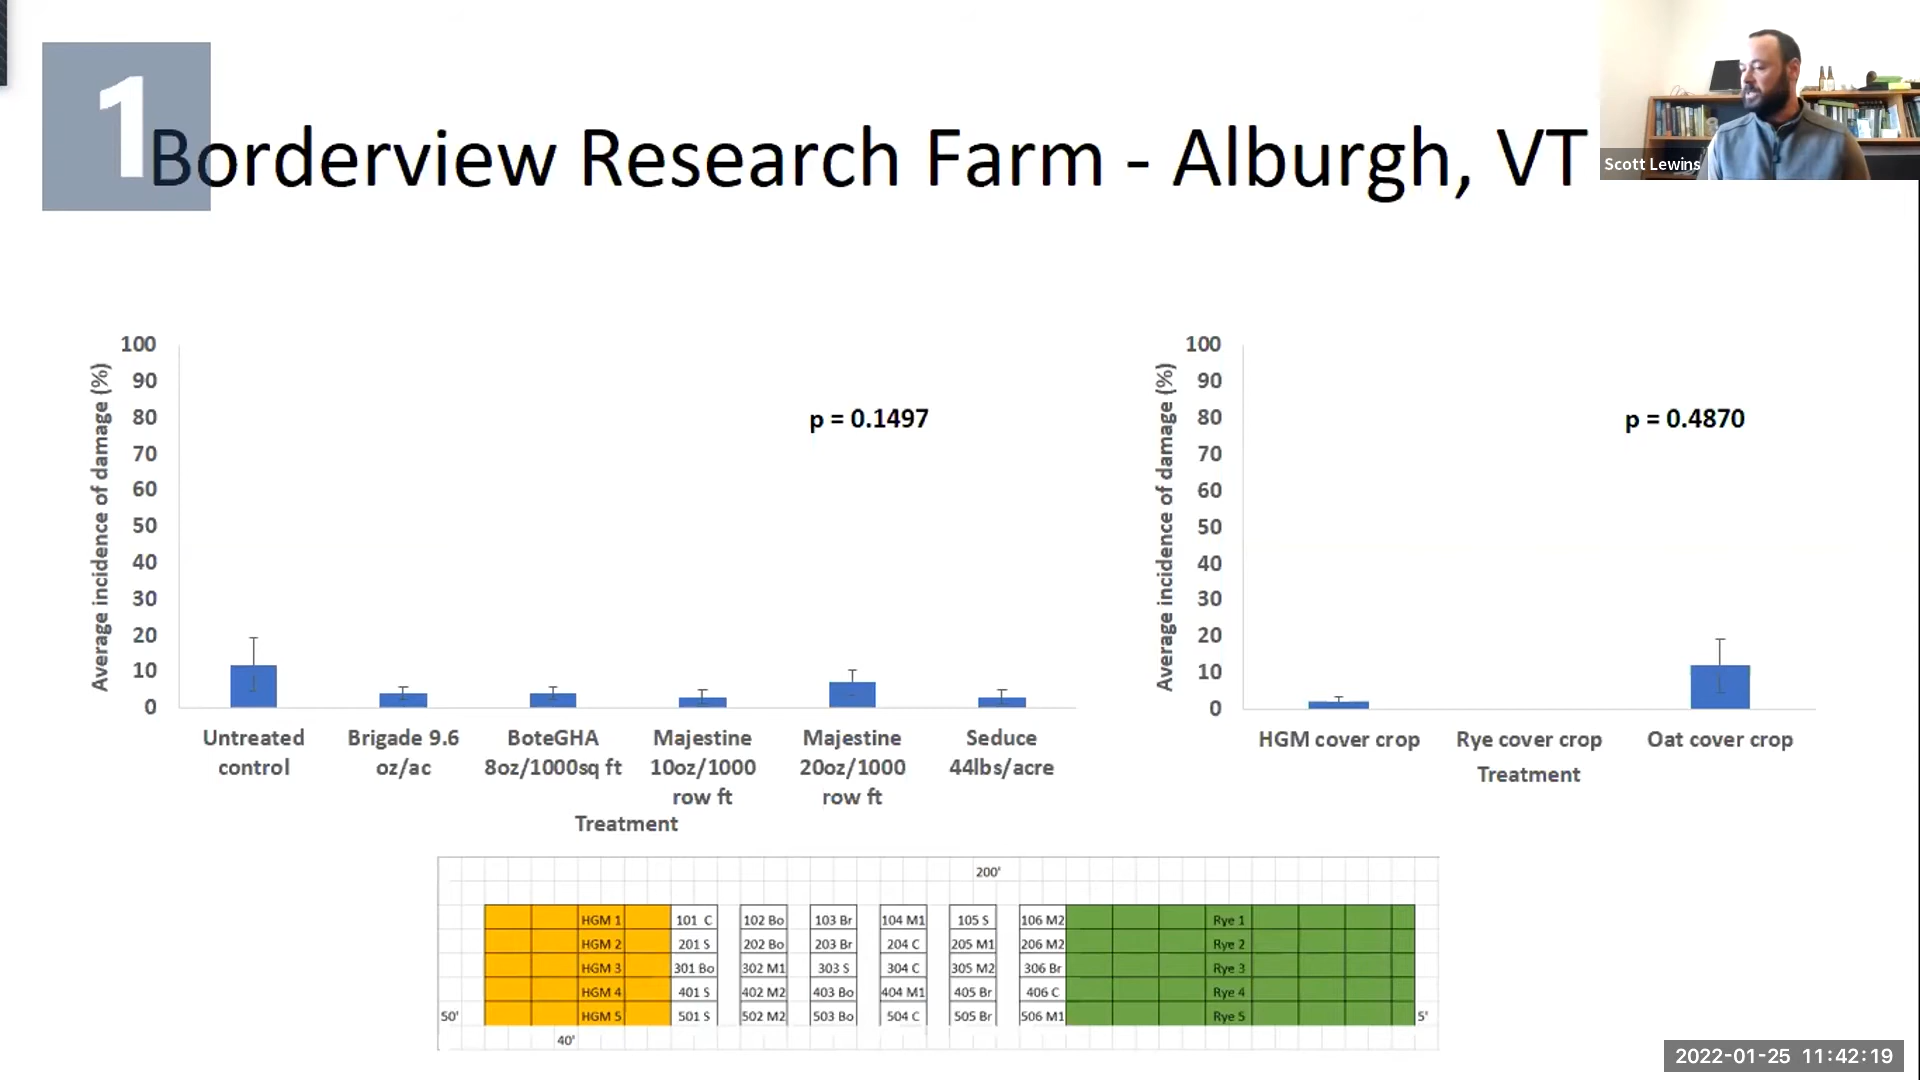 1
Borderview Research Farm - Alburgh, VT
Scott Lewins
Average incidence of damage (%)
100
90
80
70
60
50
40
30
20
10
0
p = 0.1497
Untreated control
Brigade 9.6 oz/ac
BoteGHA 8oz/1000sq ft
Majestine 10oz/1000 row ft
Majestine 20oz/1000 row ft
Seduce 44lbs/acre
Treatment
Average incidence of damage (%)
100
90
80
70
60
50
40
30
20
10
0
p = 0.4870
HGM cover crop
Rye cover crop
Oat cover crop
Treatment
200'
HGM 1 101 C 102 Bo 103 Br 104 M1 105 S 106 M2 Rye 1
HGM 2 201 S 202 Bo 203 Br 204 C 205 M1 206 M2 Rye 2
HGM 3 301 Bo 302 M1 303 S 304 C 305 M2 306 Br Rye 3
HGM 4 401 S 402 M2 403 Bo 404 M1 405 Br 406 C Rye 4
50' HGM 5 501 S 502 M2 503 Bo 504 C 505 Br 506 M1 Rye 5 5'
40'
2022-01-25 11:42:19